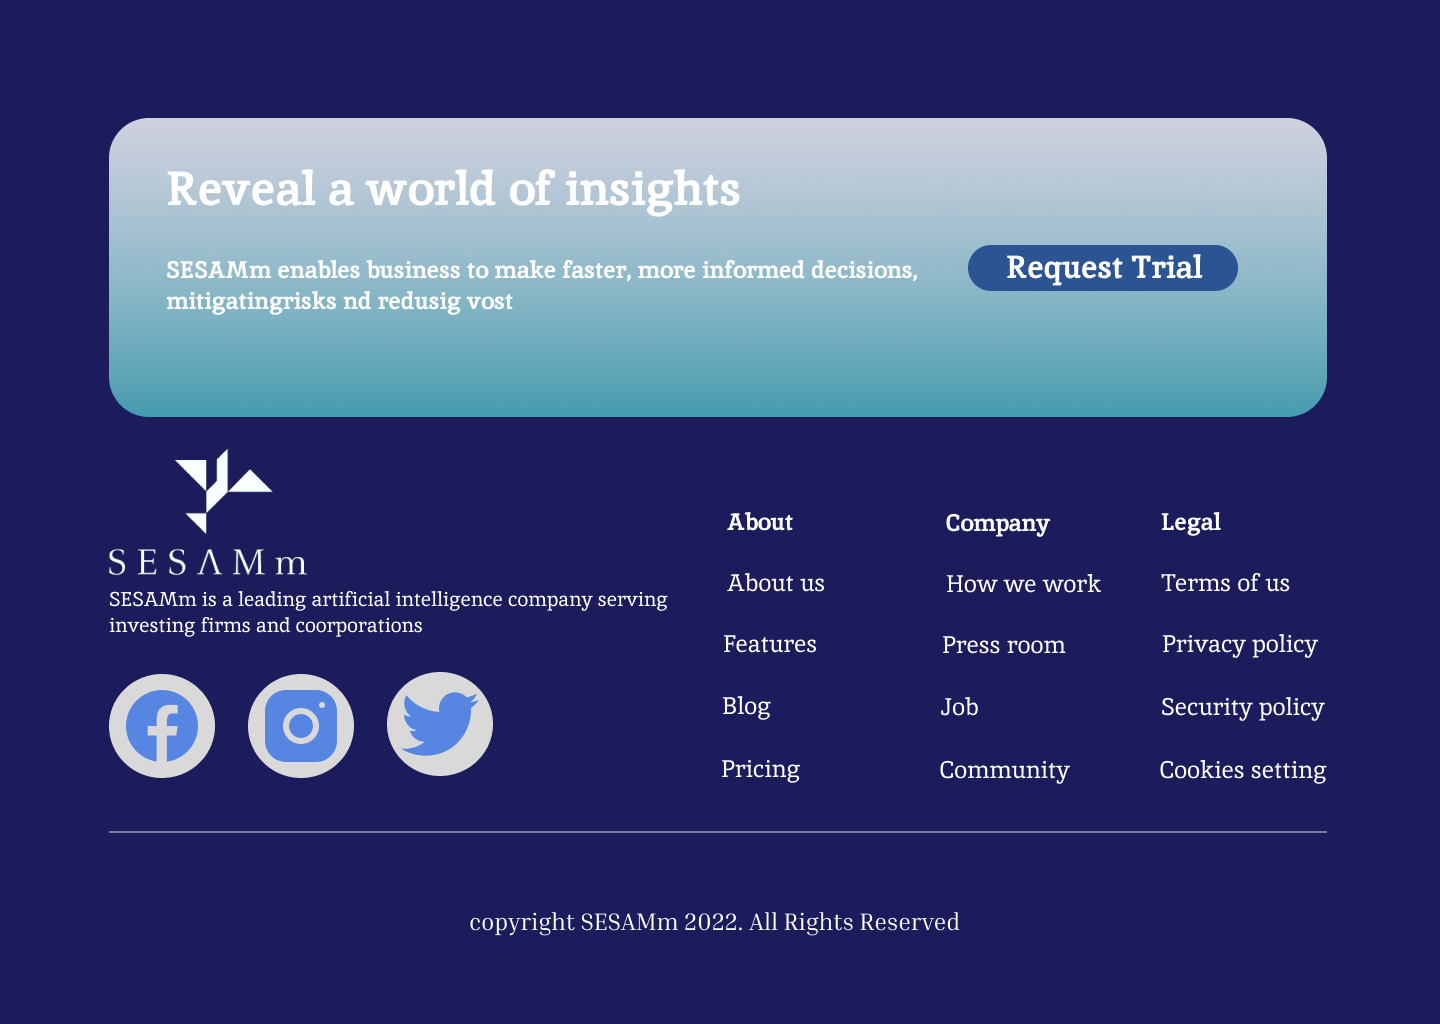 Reveal a world of insights
SESAMm enables business to make faster, more informed decisions,
mitigatingrisks nd redusig vost
Request Trial
SESAMm
SESAMm is a leading artificial intelligence company serving
investing firms and coorporations
About
About us
Features
Blog
Pricing
Company
How we work
Press room
Job
Community
Legal
Terms of us
Privacy policy
Security policy
Cookies setting
copyright SESAMm 2022. All Rights Reserved